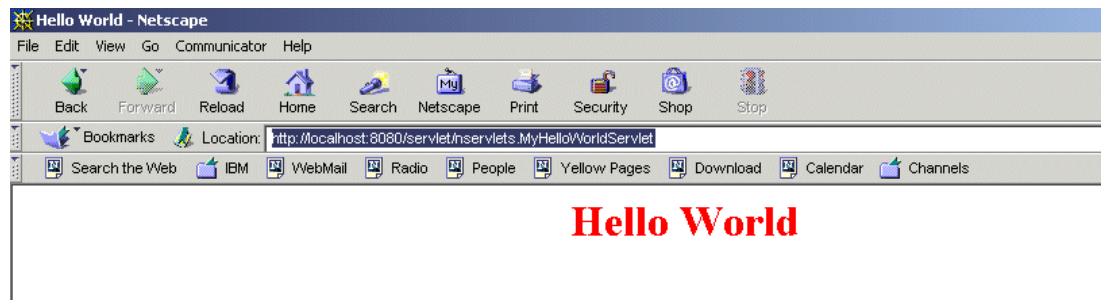 Hello World - Netscape
File Edit View Go Communicator Help
My
Back Forward Reload Home Search Netscape Print Security Shop Stop
Bookmarks Location: http://localhost:8080/servlet/nservlets.MyHelloWorldServlet
Search the Web IBM WebMail Radio People Yellow Pages Download Calendar Channels
Hello World